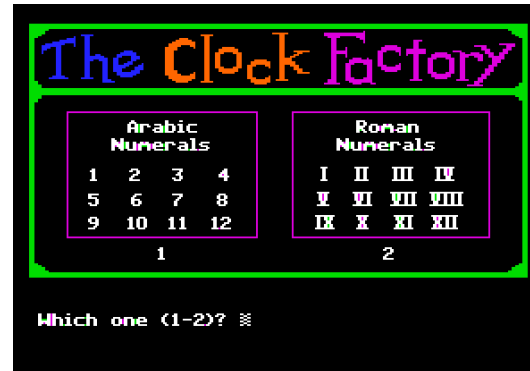 The Clock Factory
Arabic Numerals
1 2 3 4
5 6 7 8
9 10 11 12
1
Roman Numerals
I II III IV
V VI VII VIII
IX X XI XII
2
Which one (1-2)?